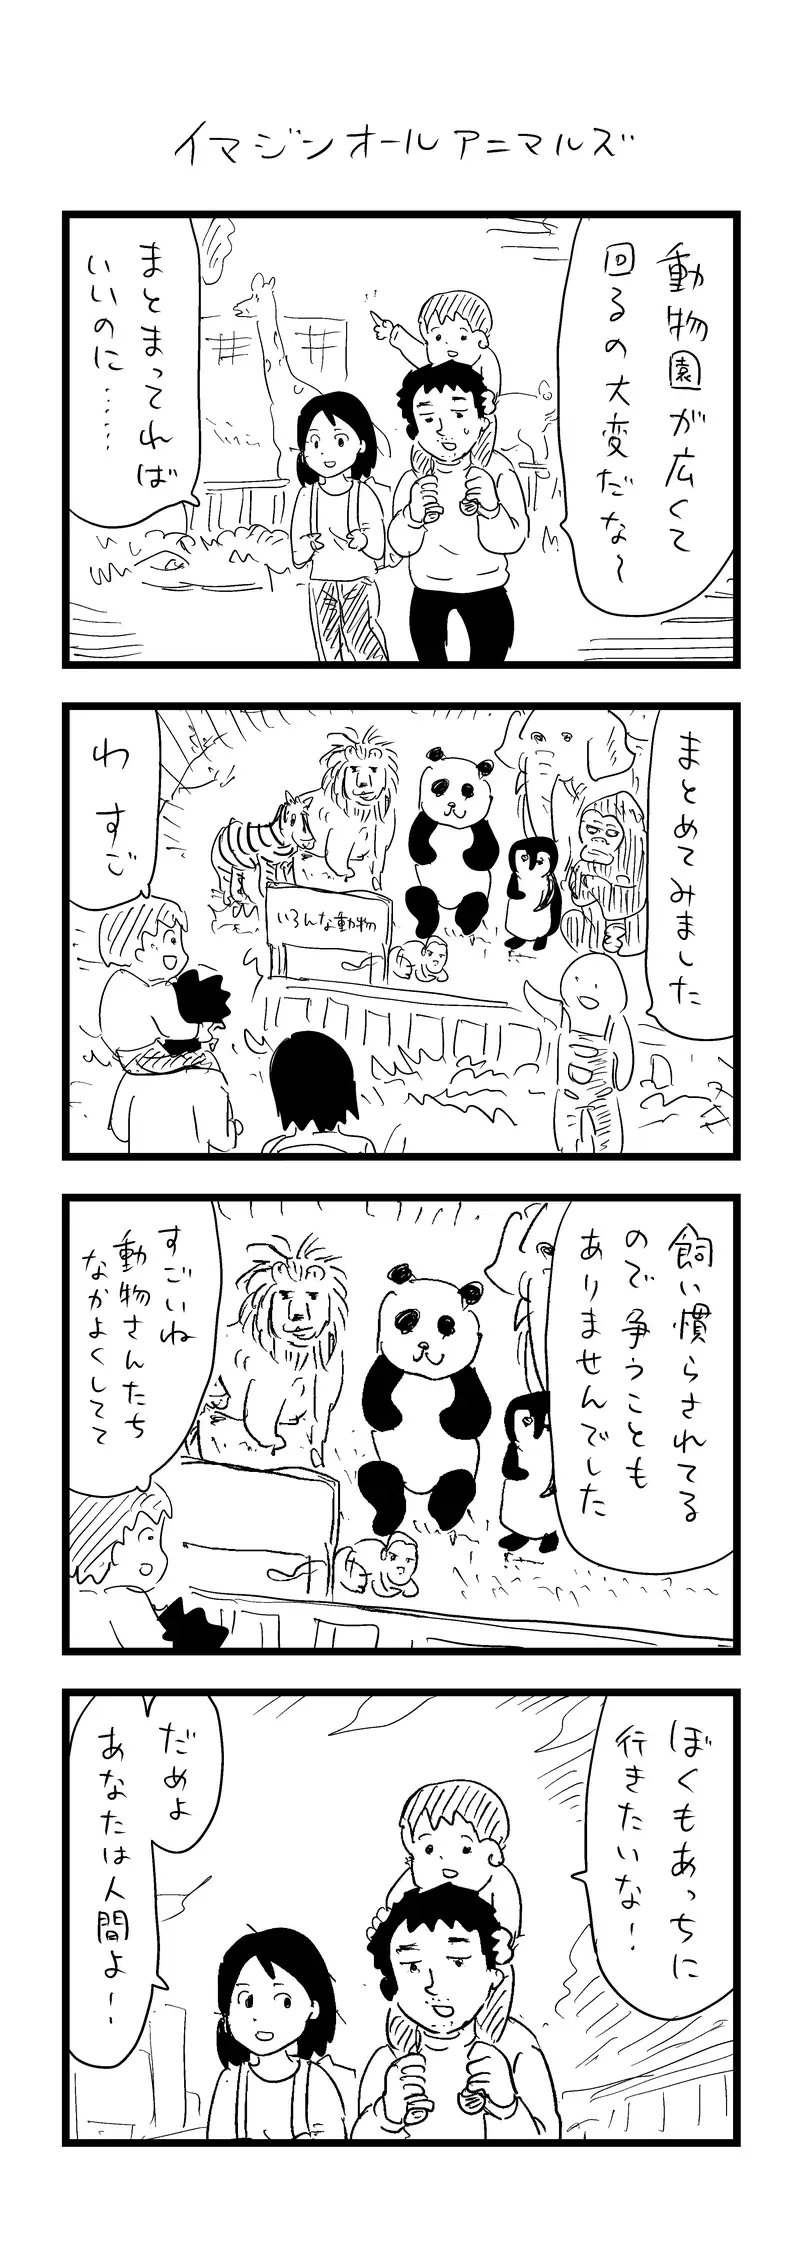 イマジンオールアニマルズ
動物園が広くて
回るの大変だな〜
まとまってれば
いいのに……
まとめてみました
いろんな動物
わ すご
飼い慣らされてる
ので争うことも
ありませんでした
すごいね
動物さんたち
なかよくしてて
ぼくもあっちに
行きたいな!
だめよ
あなたは人間よ!